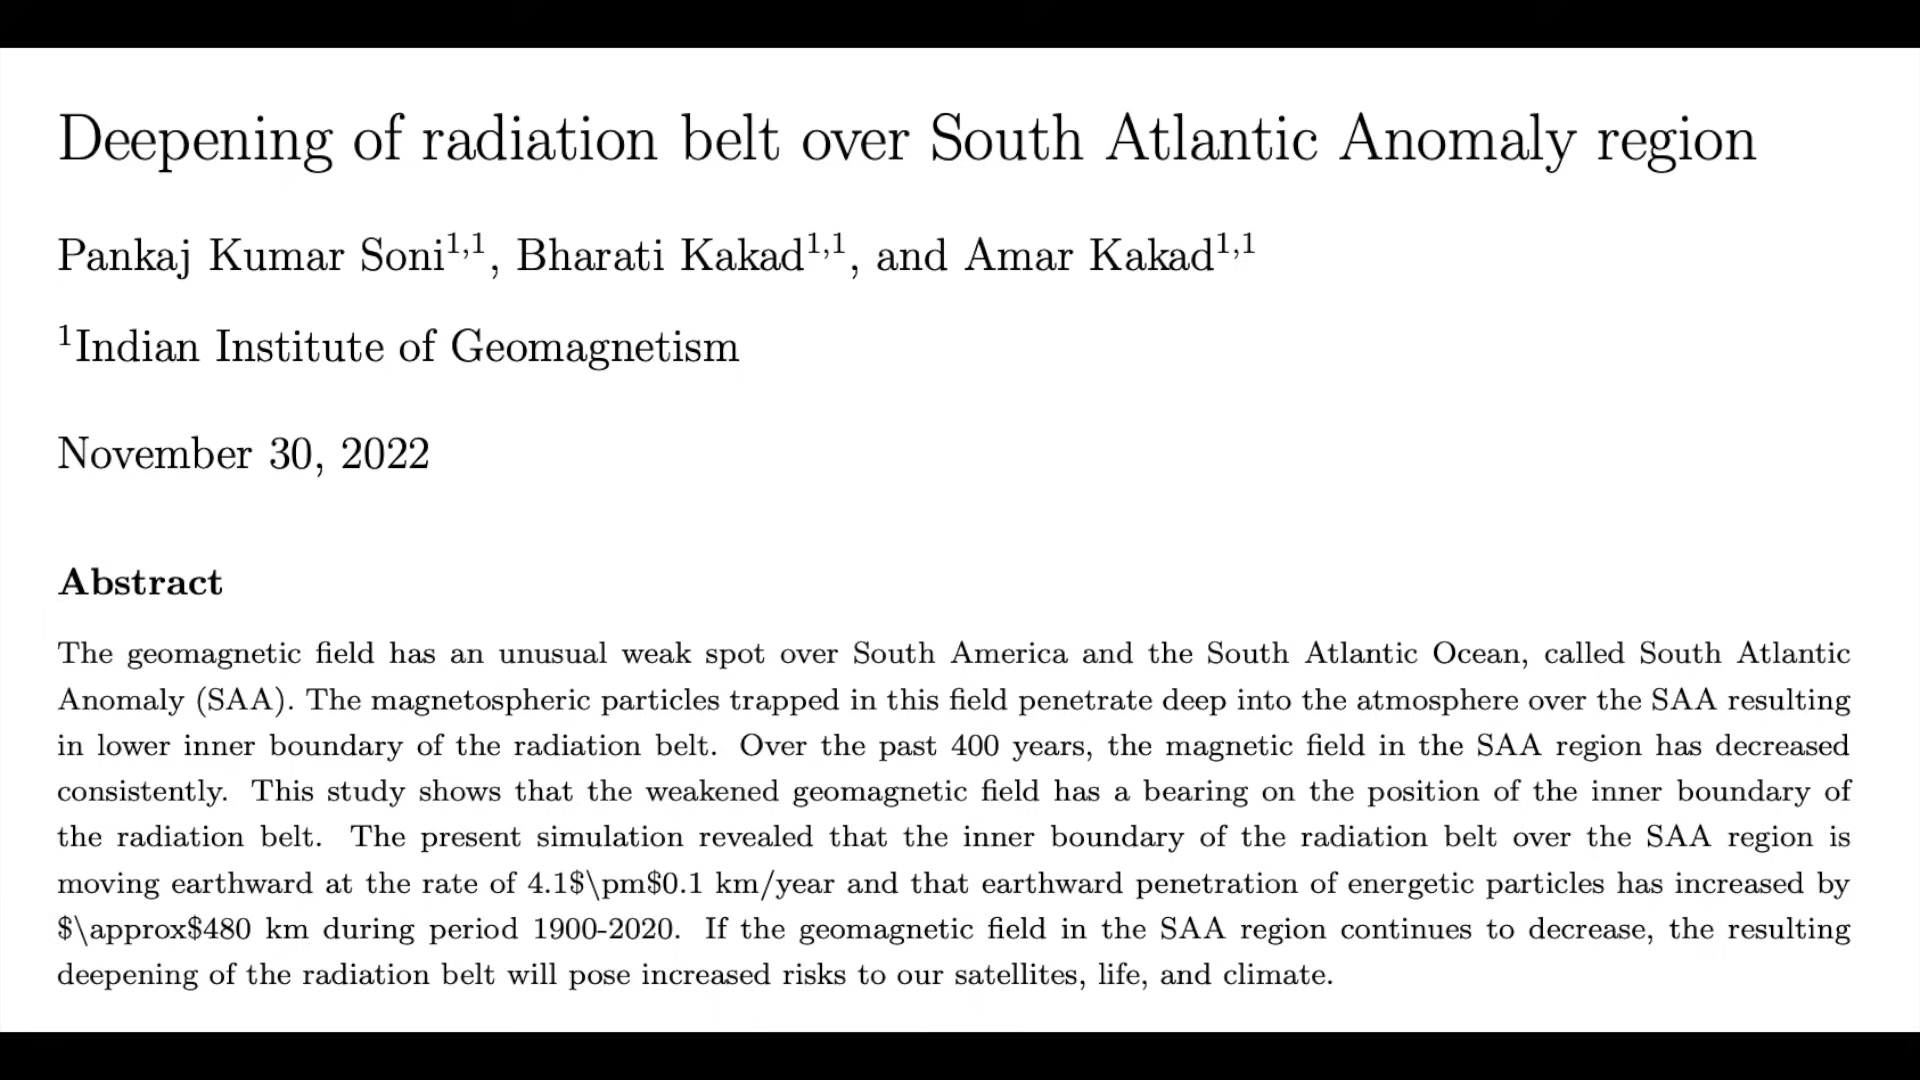 Deepening of radiation belt over South Atlantic Anomaly region
Pankaj Kumar Soni1,1, Bharati Kakad1,1, and Amar Kakad1,1
1Indian Institute of Geomagnetism
November 30, 2022
Abstract
The geomagnetic field has an unusual weak spot over South America and the South Atlantic Ocean, called South Atlantic
Anomaly (SAA). The magnetospheric particles trapped in this field penetrate deep into the atmosphere over the SAA resulting
in lower inner boundary of the radiation belt. Over the past 400 years, the magnetic field in the SAA region has decreased
consistently. This study shows that the weakened geomagnetic field has a bearing on the position of the inner boundary of
the radiation belt. The present simulation revealed that the inner boundary of the radiation belt over the SAA region is
moving earthward at the rate of 4.1$\pm$0.1 km/year and that earthward penetration of energetic particles has increased by
$\approx$480 km during period 1900-2020. If the geomagnetic field in the SAA region continues to decrease, the resulting
deepening of the radiation belt will pose increased risks to our satellites, life, and climate.